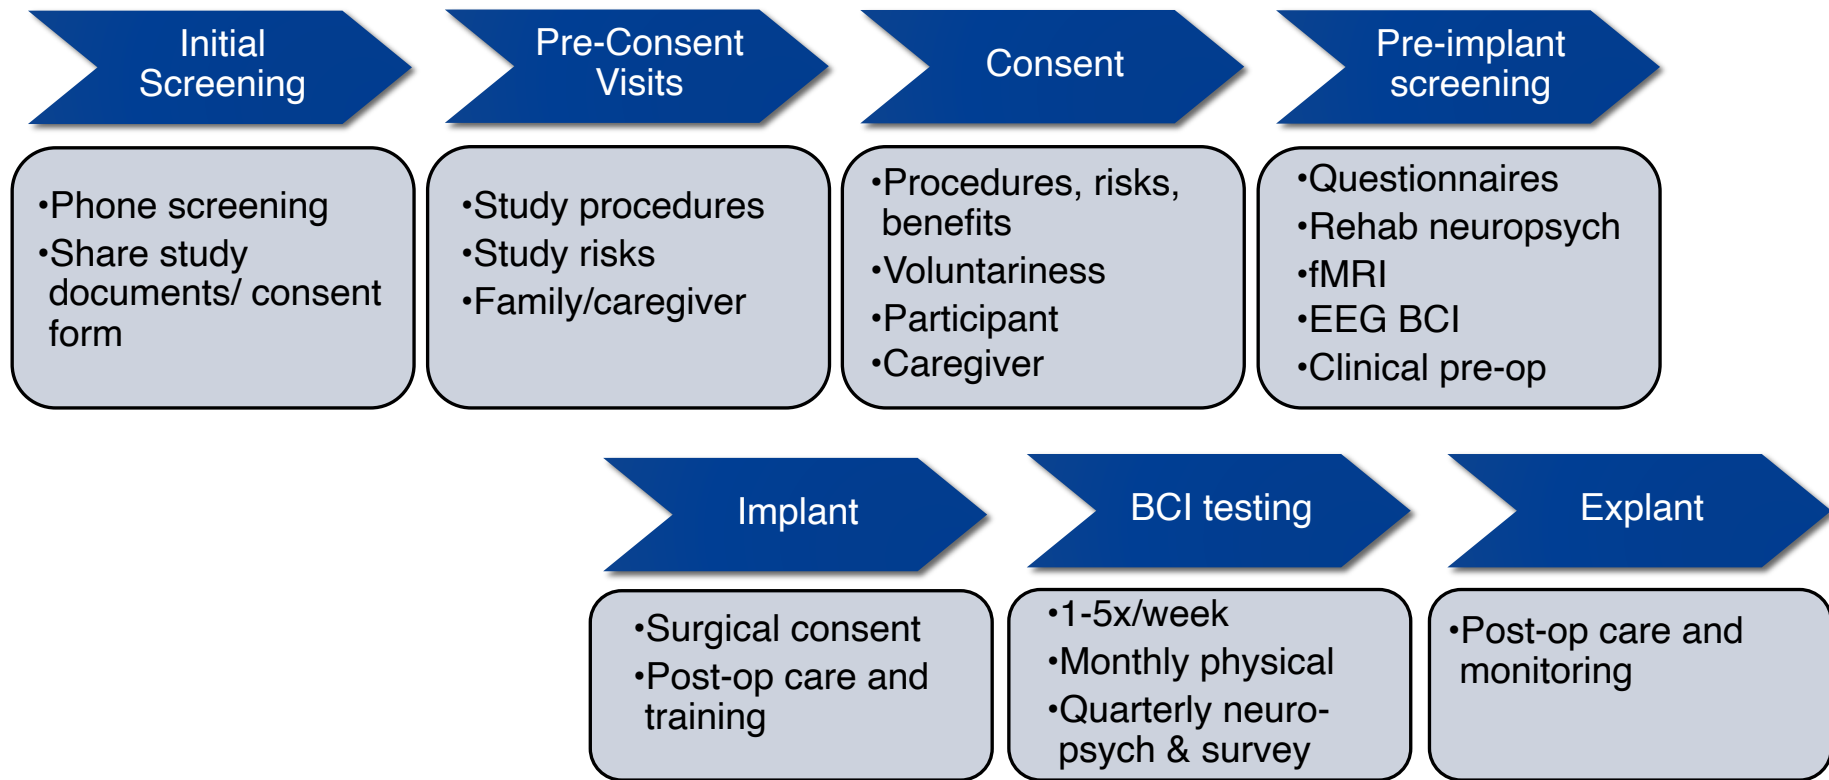 Initial
Screening
•Phone screening
•Share study
documents/ consent
form
Pre-Consent
Visits
•Study procedures
•Study risks
•Family/caregiver
Consent
•Procedures, risks,
benefits
•Voluntariness
•Participant
•Caregiver
Pre-implant
screening
•Questionnaires
•Rehab neuropsych
•fMRI
•EEG BCI
•Clinical pre-op
Implant
•Surgical consent
•Post-op care and
training
BCI testing
•1-5x/week
•Monthly physical
•Quarterly neuro-
psych & survey
Explant
•Post-op care and
monitoring